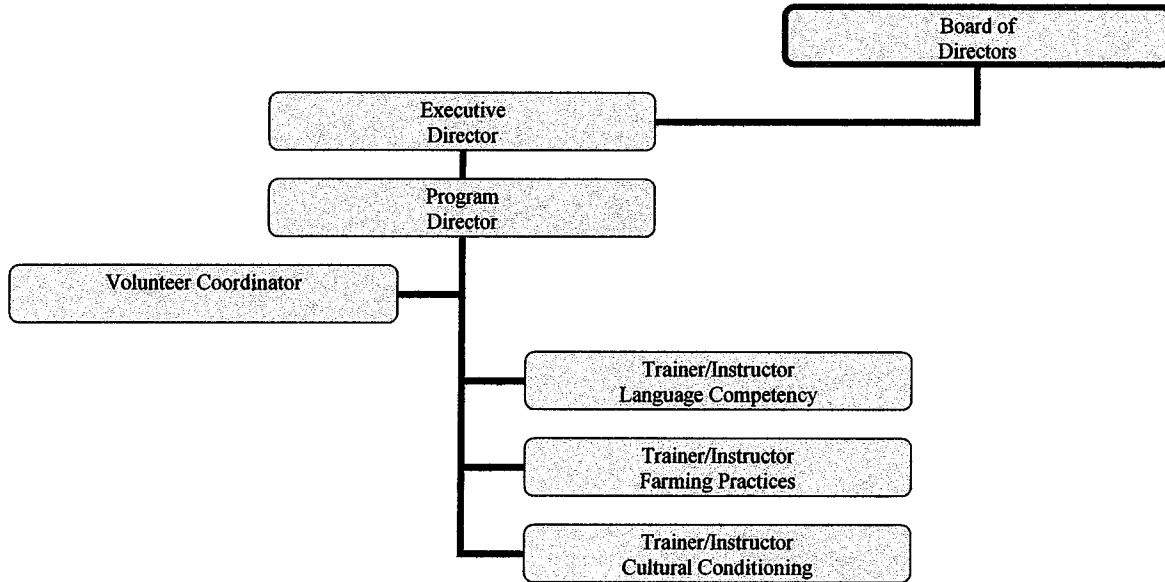 Board of
Directors
Executive
Director
Program
Director
Volunteer Coordinator
Trainer/Instructor
Language Competency
Trainer/Instructor
Farming Practices
Trainer/Instructor
Cultural Conditioning